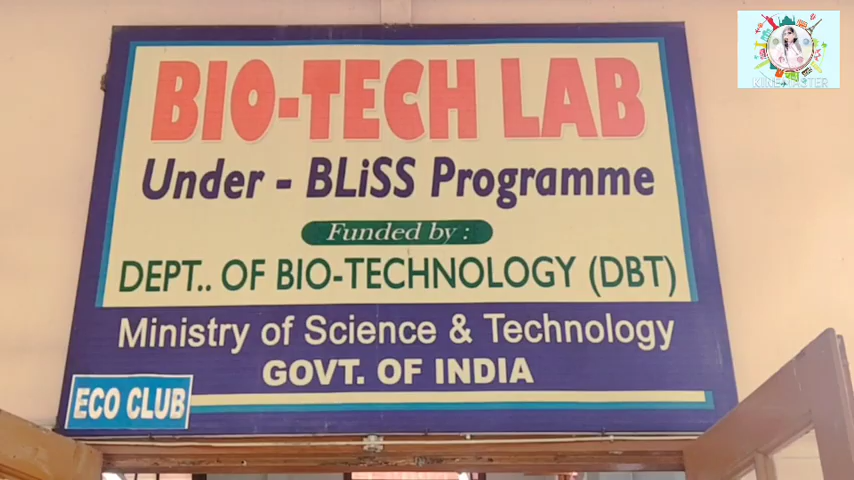 BIO-TECH LAB
Under - BLiSS Programme
Funded by :
DEPT.. OF BIO-TECHNOLOGY (DBT)
Ministry of Science & Technology
GOVT. OF INDIA
ECO CLUB
KINEMASTER